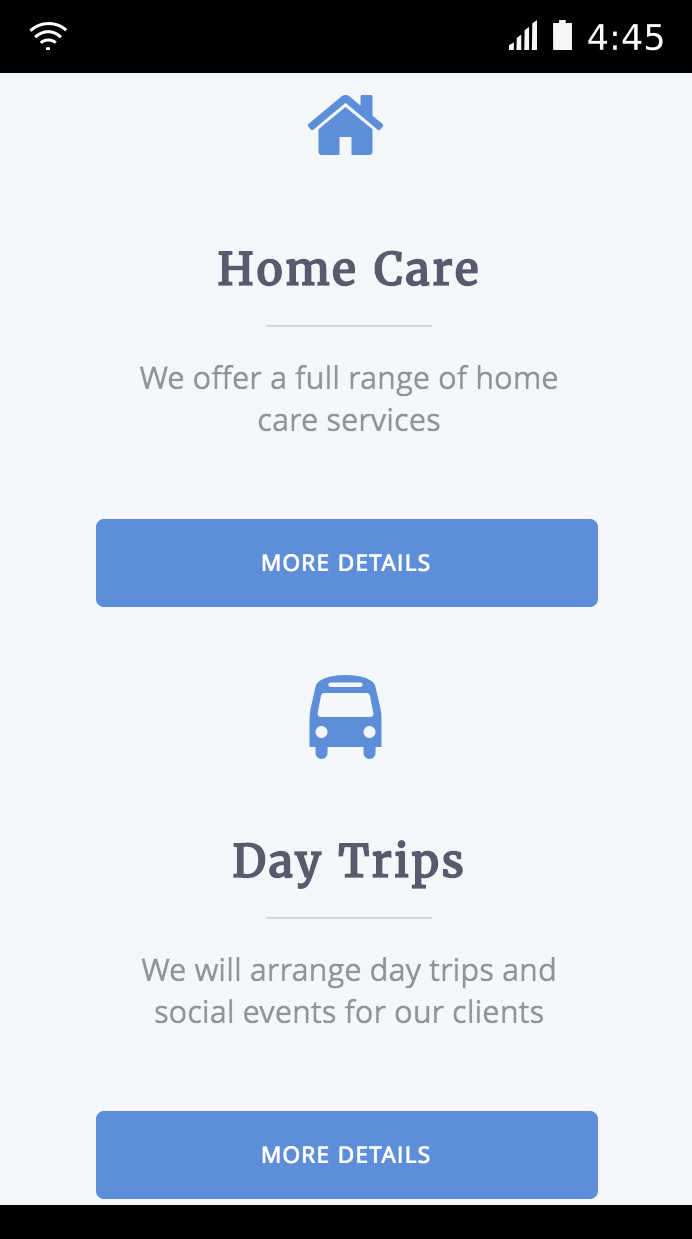 4:45
Home Care
We offer a full range of home
care services
MORE DETAILS
Day Trips
We will arrange day trips and
social events for our clients
MORE DETAILS